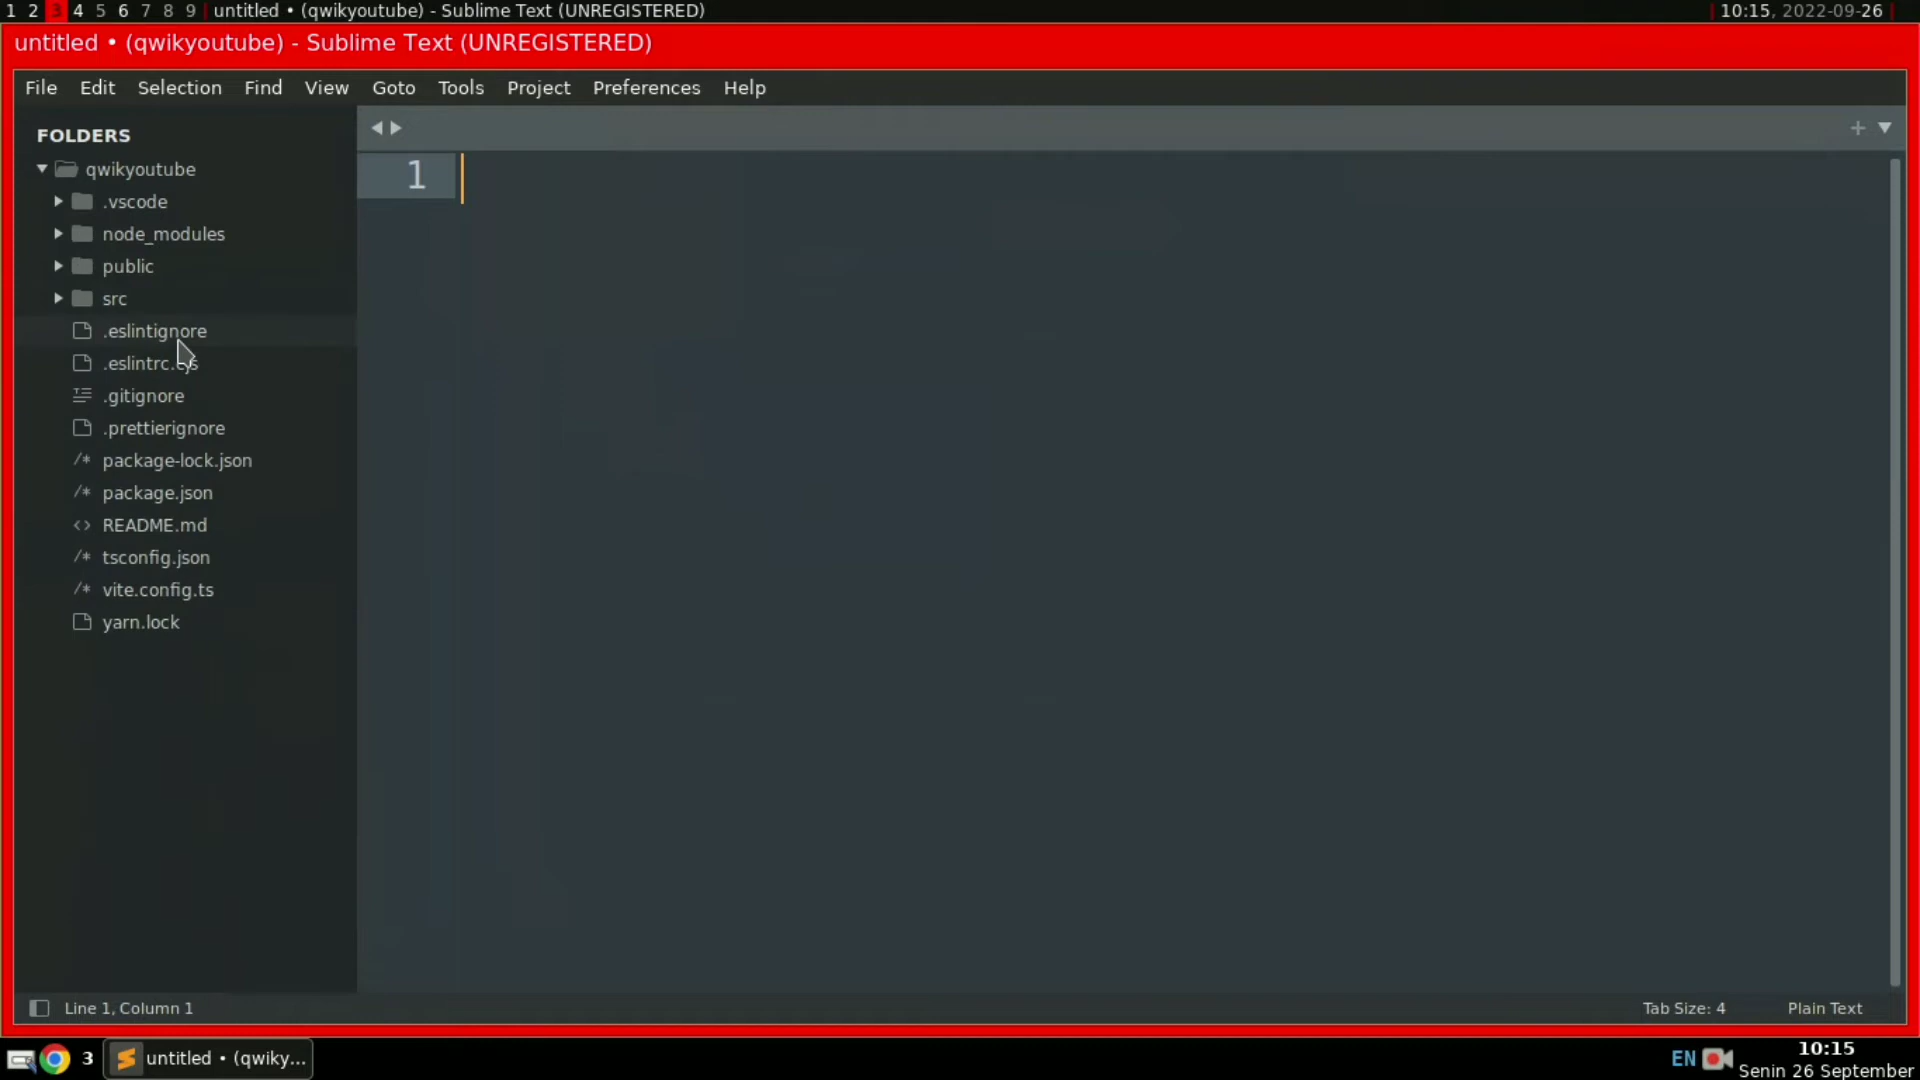 1 2 3 4 5 6 7 8 9 untitled • (qwikyoutube) - Sublime Text (UNREGISTERED) 10:15, 2022-09-26
untitled • (qwikyoutube) - Sublime Text (UNREGISTERED)
File Edit Selection Find View Goto Tools Project Preferences Help
FOLDERS
qwikyoutube
.vscode
node_modules
public
src
.eslintignore
.eslintrc.cjs
.gitignore
.prettierignore
/* package-lock.json
/* package.json
<> README.md
/* tsconfig.json
/* vite.config.ts
yarn.lock
1
Line 1, Column 1 Tab Size: 4 Plain Text
3 untitled • (qwiky... EN 10:15
Senin 26 September